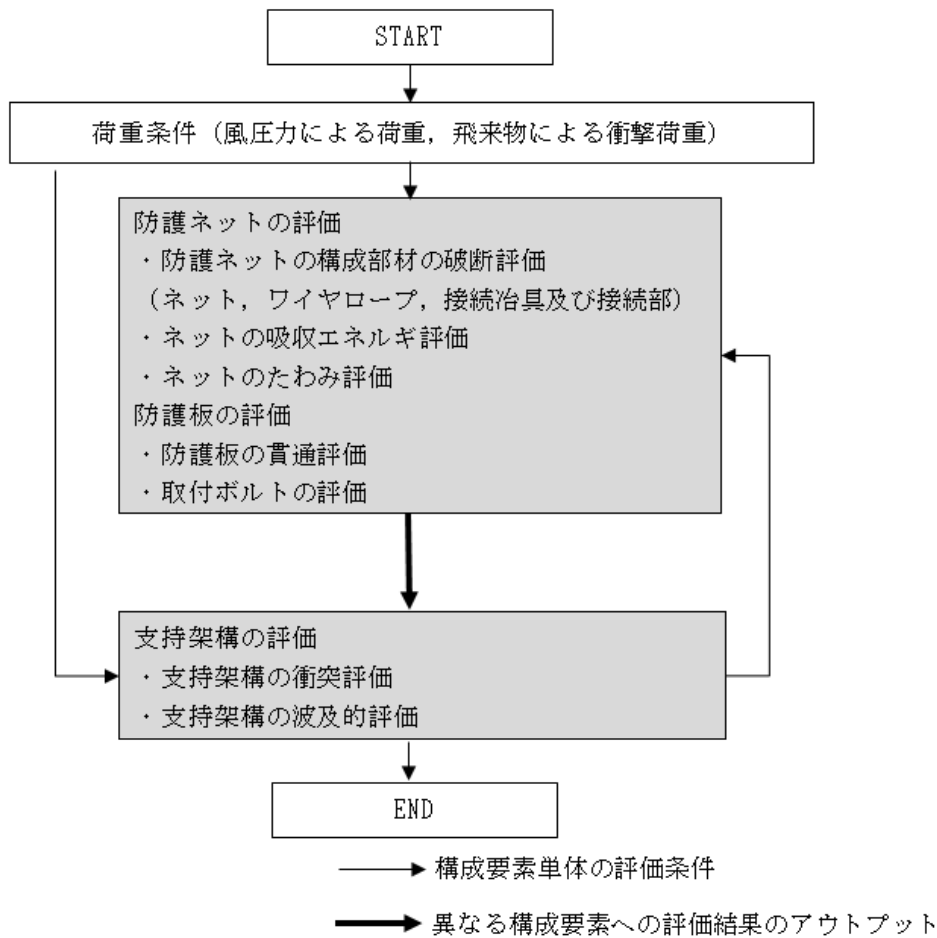 START
荷重条件（風圧力による荷重，飛来物による衝撃荷重）
防護ネットの評価
・防護ネットの構成部材の破断評価
（ネット，ワイヤロープ，接続冶具及び接続部）
・ネットの吸収エネルギ評価
・ネットのたわみ評価
防護板の評価
・防護板の貫通評価
・取付ボルトの評価
支持架構の評価
・支持架構の衝突評価
・支持架構の波及的評価
END
構成要素単体の評価条件
異なる構成要素への評価結果のアウトプット